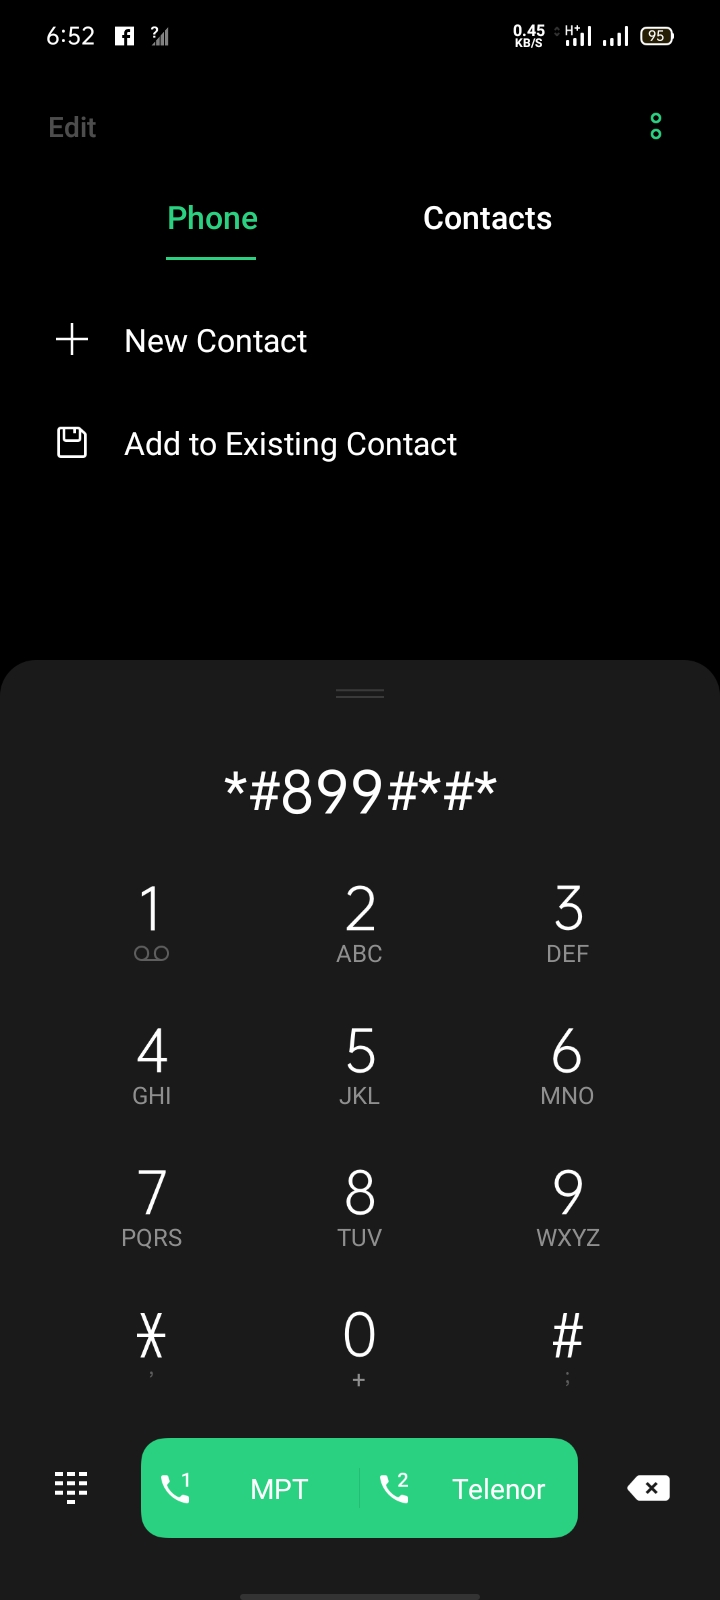 6:52 ? 0.45 KB/S H+ 95
Edit
Phone Contacts
New Contact
Add to Existing Contact
*#899#*#*
1 2 3
ABC DEF
4 5 6
GHI JKL MNO
7 8 9
PQRS TUV WXYZ
* 0 #
, + ;
1 MPT 2 Telenor